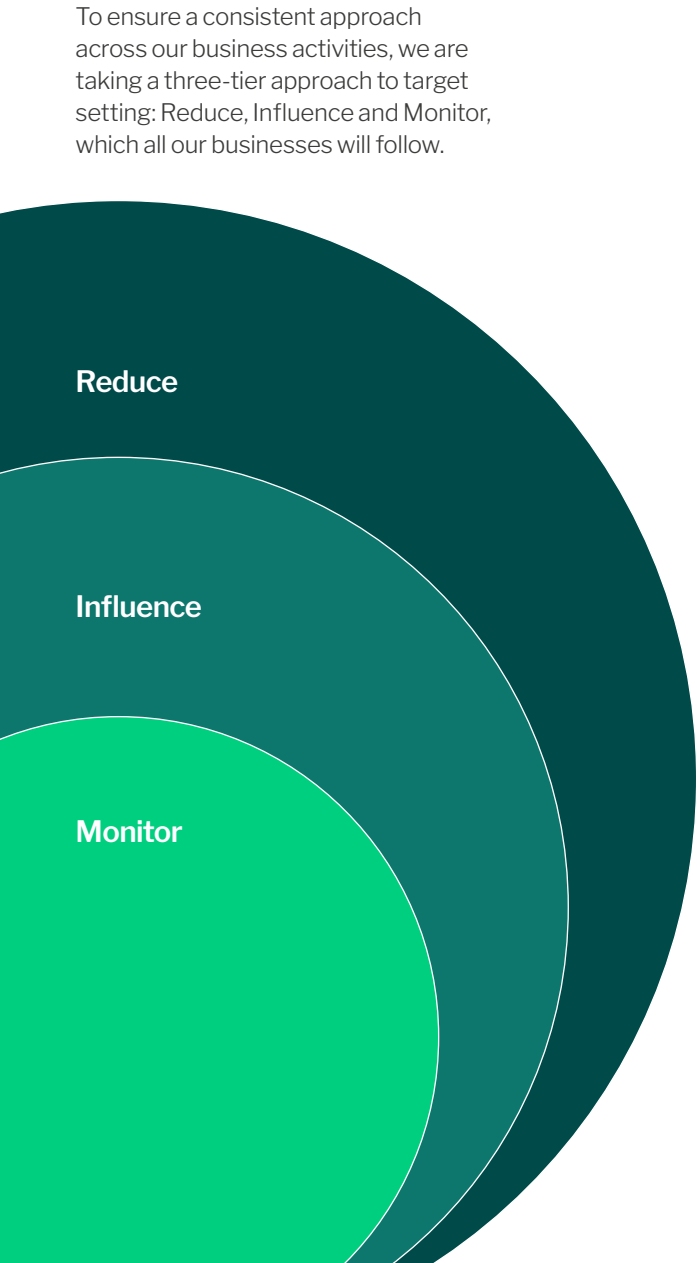 To ensure a consistent approach
across our business activities, we are
taking a three-tier approach to target
setting: Reduce, Influence and Monitor,
which all our businesses will follow.
Reduce
Influence
Monitor